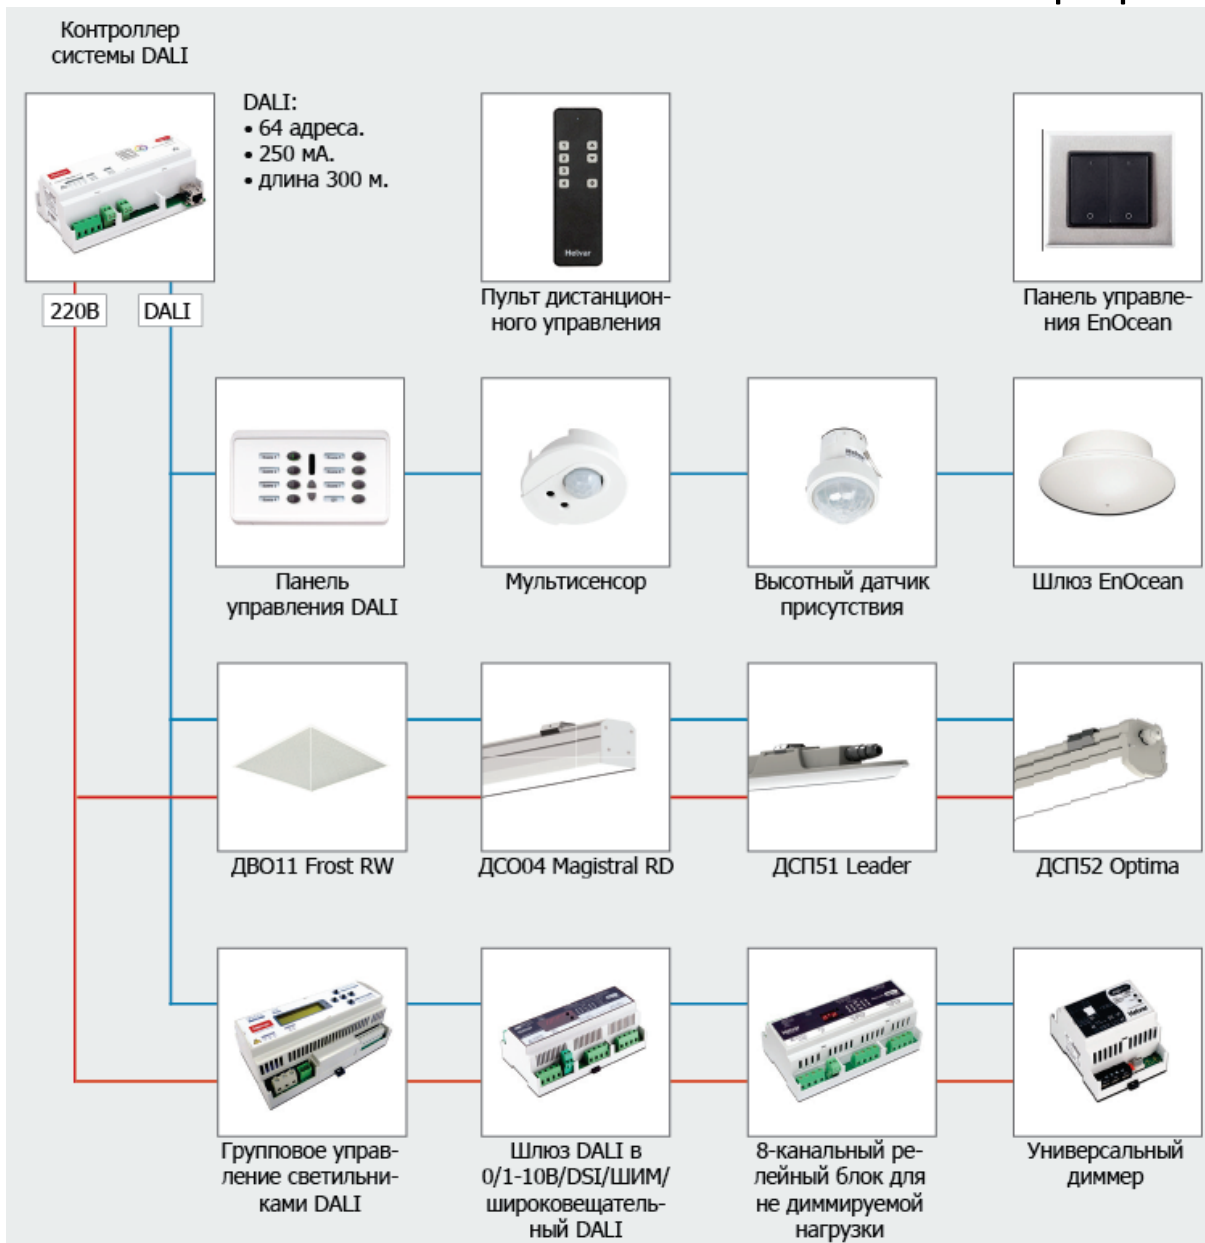 Контроллер
системы DALI
DALI:
• 64 адреса.
• 250 мА.
• длина 300 м.
Helvar
Пульт дистанцион-
ного управления
Панель управле-
ния EnOcean
220В
DALI
Панель
управления DALI
Мультисенсор
Высотный датчик
присутствия
Шлюз EnOcean
ДВО11 Frost RW
ДСО04 Magistral RD
ДСП51 Leader
ДСП52 Optima
Групповое управ-
ление светильни-
ками DALI
Шлюз DALI в
0/1-10В/DSI/ШИМ/
широковещатель-
ный DALI
8-канальный ре-
лейный блок для
не диммируемой
нагрузки
Helvar
Универсальный
диммер